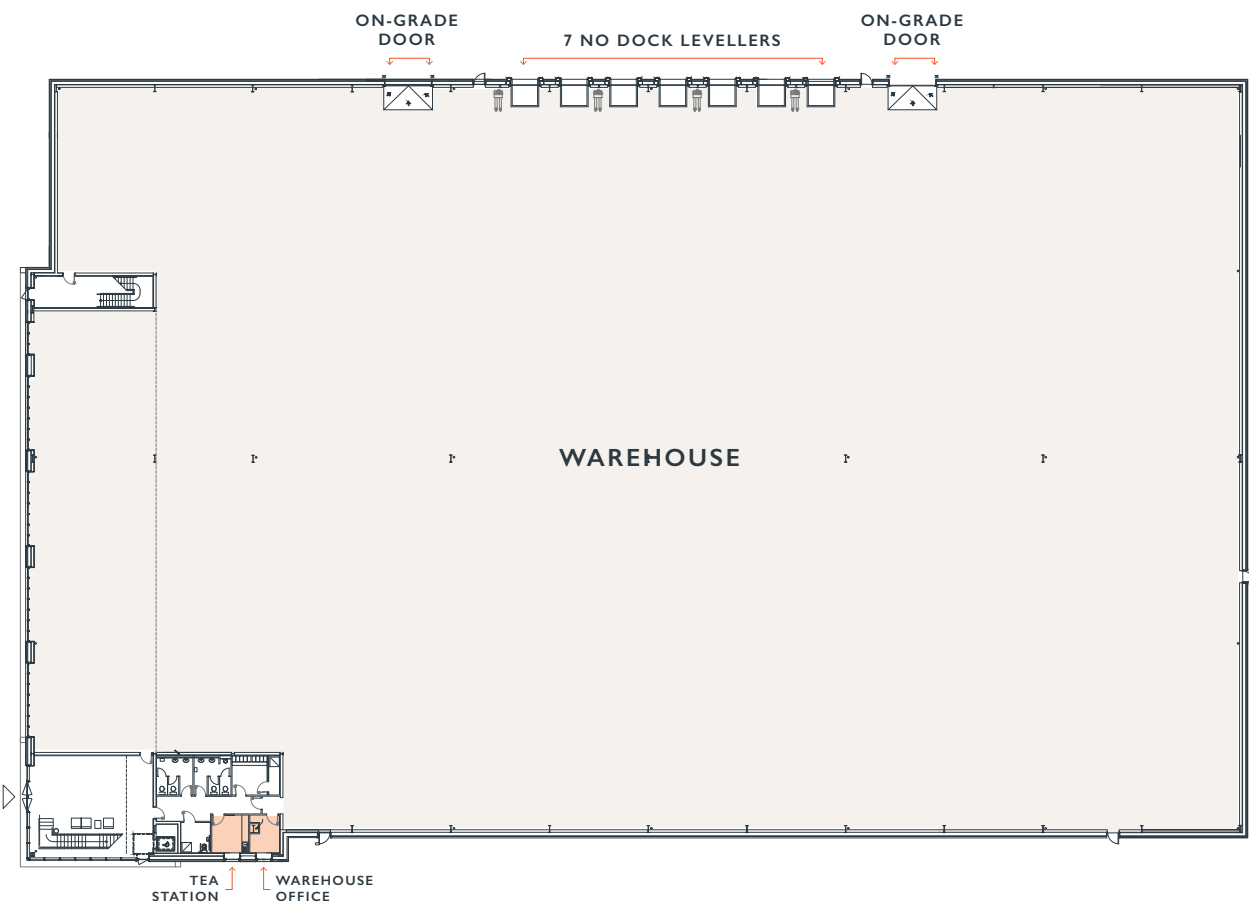 ON-GRADE
DOOR
7 NO DOCK LEVELLERS
ON-GRADE
DOOR
WAREHOUSE
TEA
STATION
WAREHOUSE
OFFICE